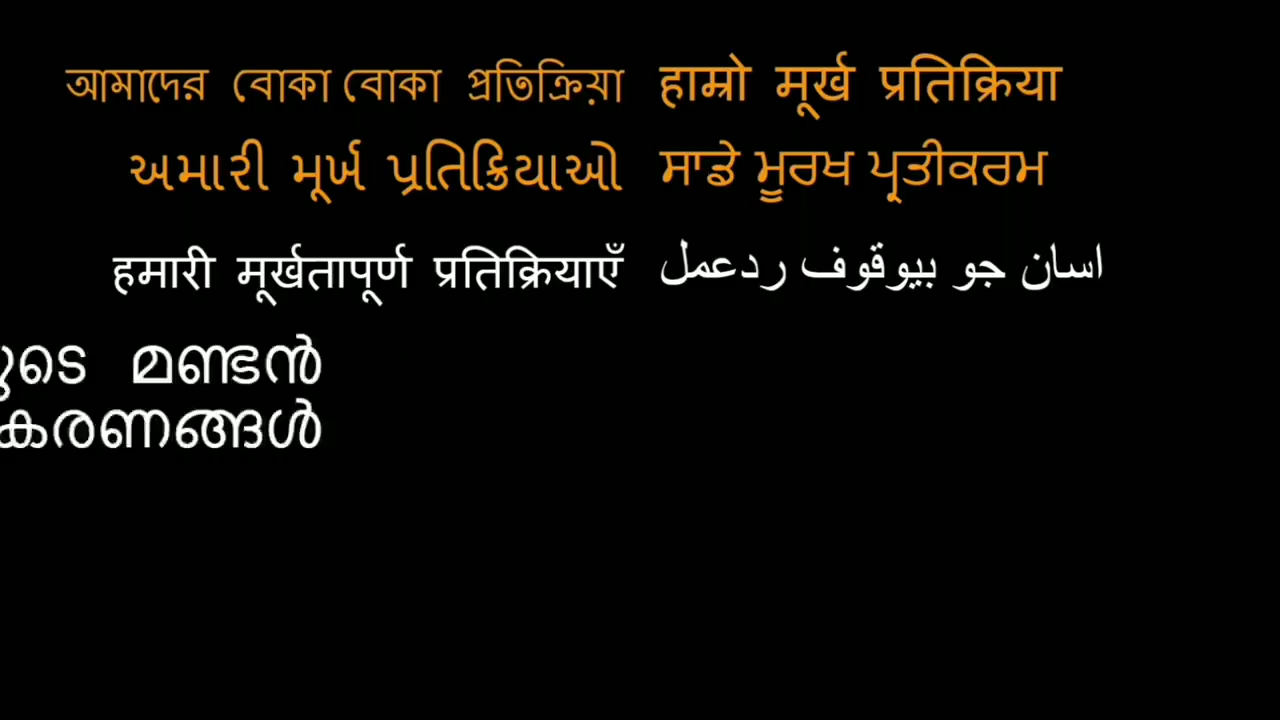 আমাদের বোকা বোকা প্রতিক্রিয়া हाम्रो मूर्ख प्रतिक्रिया
અમારી મૂર્ખ પ્રતિક્રિયાઓ ਸਾਡੇ ਮੂਰਖ ਪ੍ਰਤੀਕਰਮ
हमारी मूर्खतापूर्ण प्रतिक्रियाएँ اسان جو بيوقوف ردعمل
മണ്ടൻ